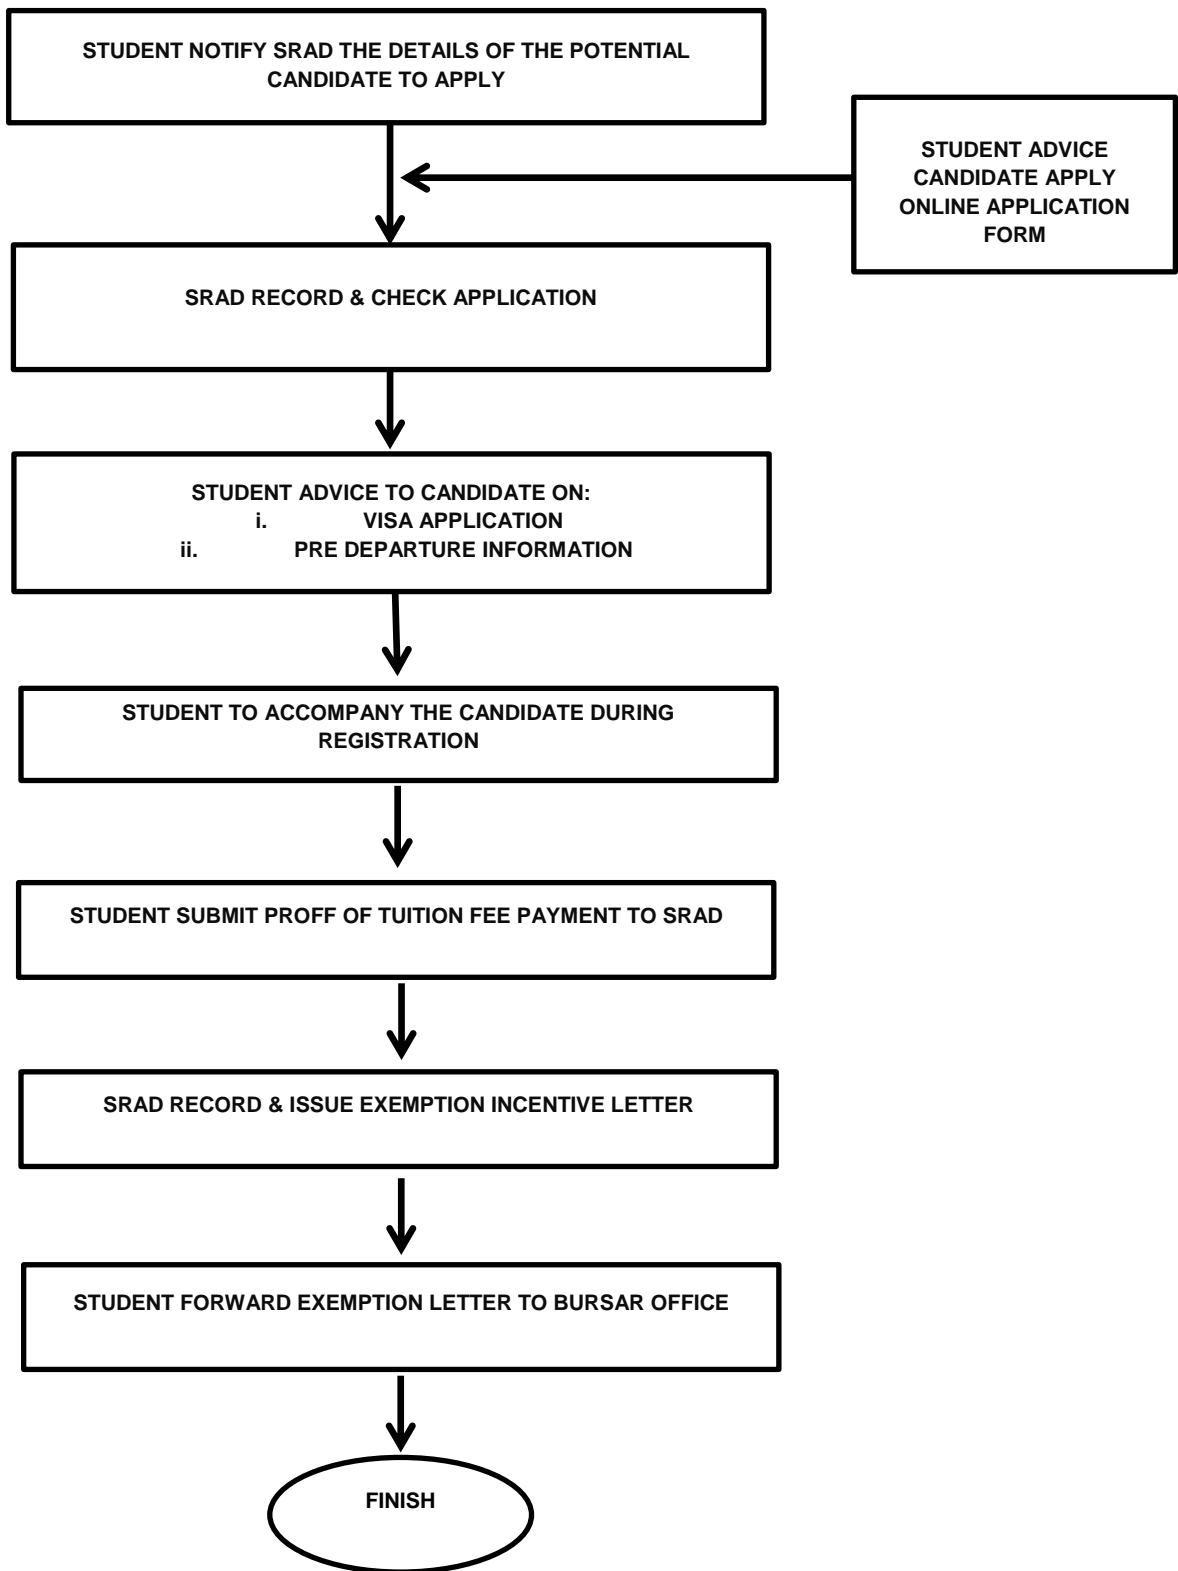 STUDENT NOTIFY SRAD THE DETAILS OF THE POTENTIAL
CANDIDATE TO APPLY
STUDENT ADVICE
CANDIDATE APPLY
ONLINE APPLICATION
FORM
SRAD RECORD & CHECK APPLICATION
STUDENT ADVICE TO CANDIDATE ON:
i. VISA APPLICATION
ii. PRE DEPARTURE INFORMATION
STUDENT TO ACCOMPANY THE CANDIDATE DURING
REGISTRATION
STUDENT SUBMIT PROFF OF TUITION FEE PAYMENT TO SRAD
SRAD RECORD & ISSUE EXEMPTION INCENTIVE LETTER
STUDENT FORWARD EXEMPTION LETTER TO BURSAR OFFICE
FINISH